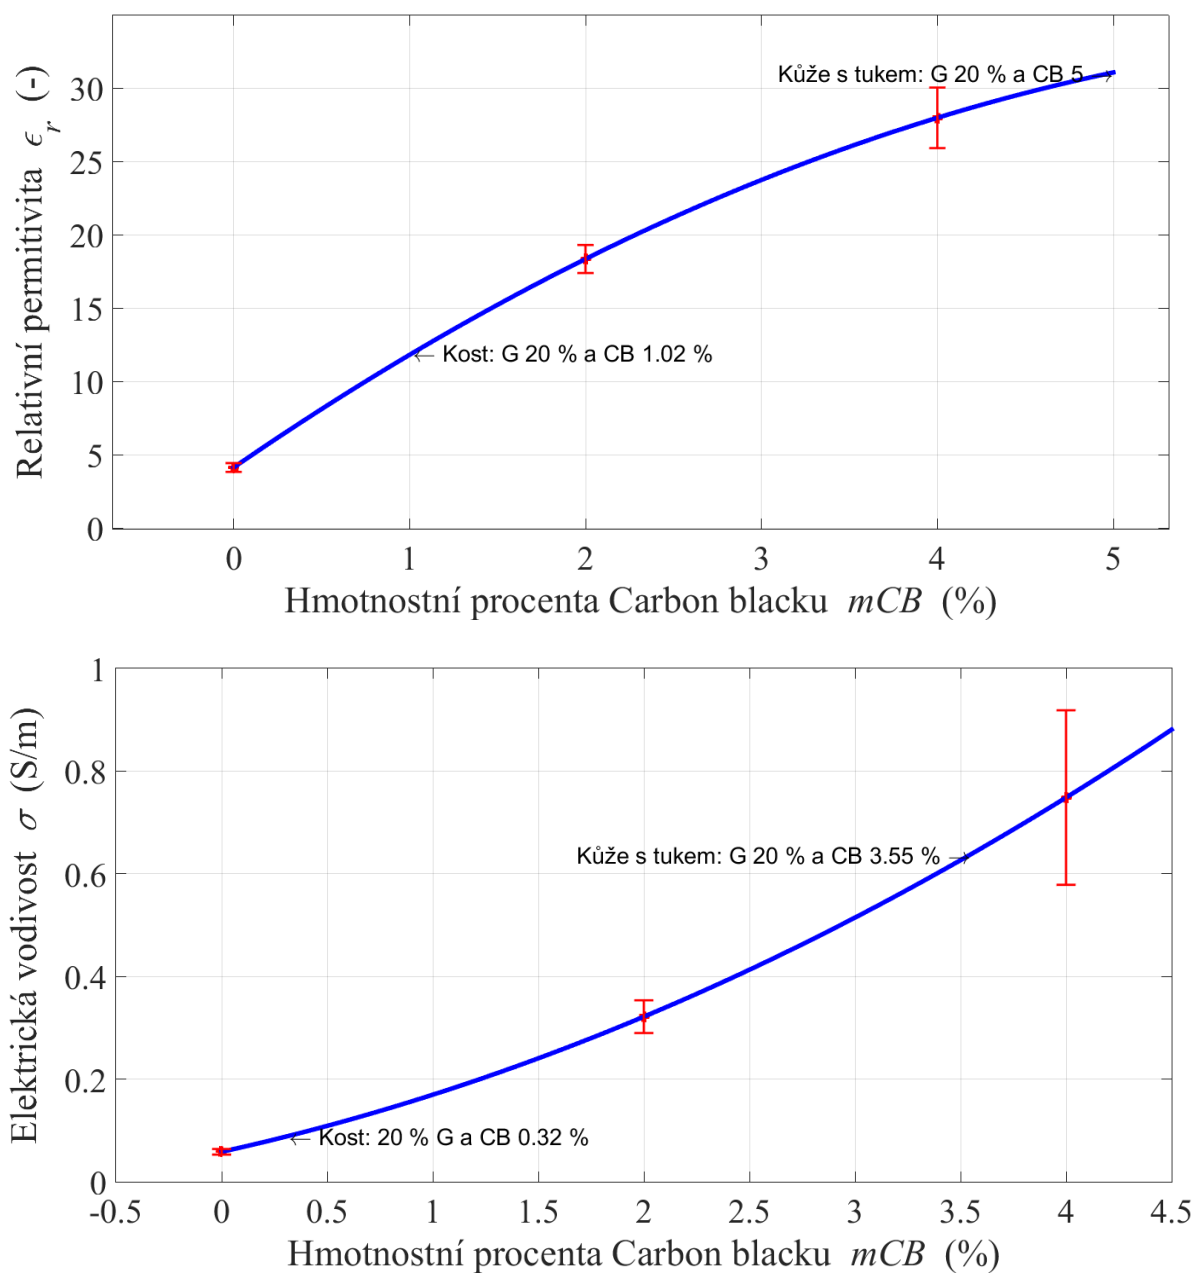 Relativní permitivita ϵr (-)
30
25
20
15
10
5
0
Kůže s tukem: G 20 % a CB 5 →
← Kost: G 20 % a CB 1.02 %
0 1 2 3 4 5
Hmotnostní procenta Carbon blacku mCB (%)
Elektrická vodivost σ (S/m)
1
0.8
0.6
0.4
0.2
0
Kůže s tukem: G 20 % a CB 3.55 % →
← Kost: 20 % G a CB 0.32 %
-0.5 0 0.5 1 1.5 2 2.5 3 3.5 4 4.5
Hmotnostní procenta Carbon blacku mCB (%)